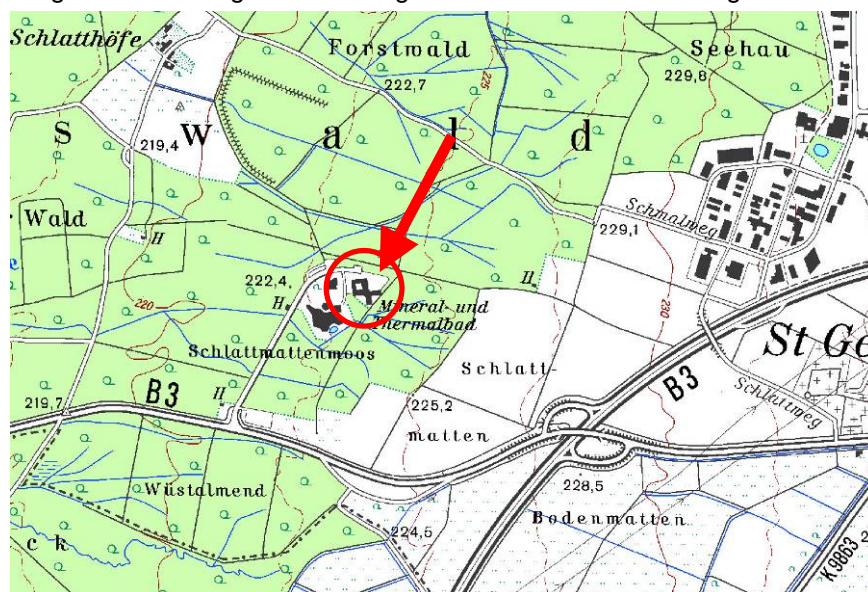 Schlatthöfe
Forstwald
Seehau
222,7
225
229,8
S w a l d
219,4
Wald
H
Schmalweg
229,1
222,4
H
H
220
Mineral- und
Thermalbad
230
Schlattmattenmoos
Schlatt-
matten
St Ge
B3
B3
Schlattweg
219,7
H
225,2
Wüstalmend
228,5
Bodenmatten
224,5
c k
K 9863
2